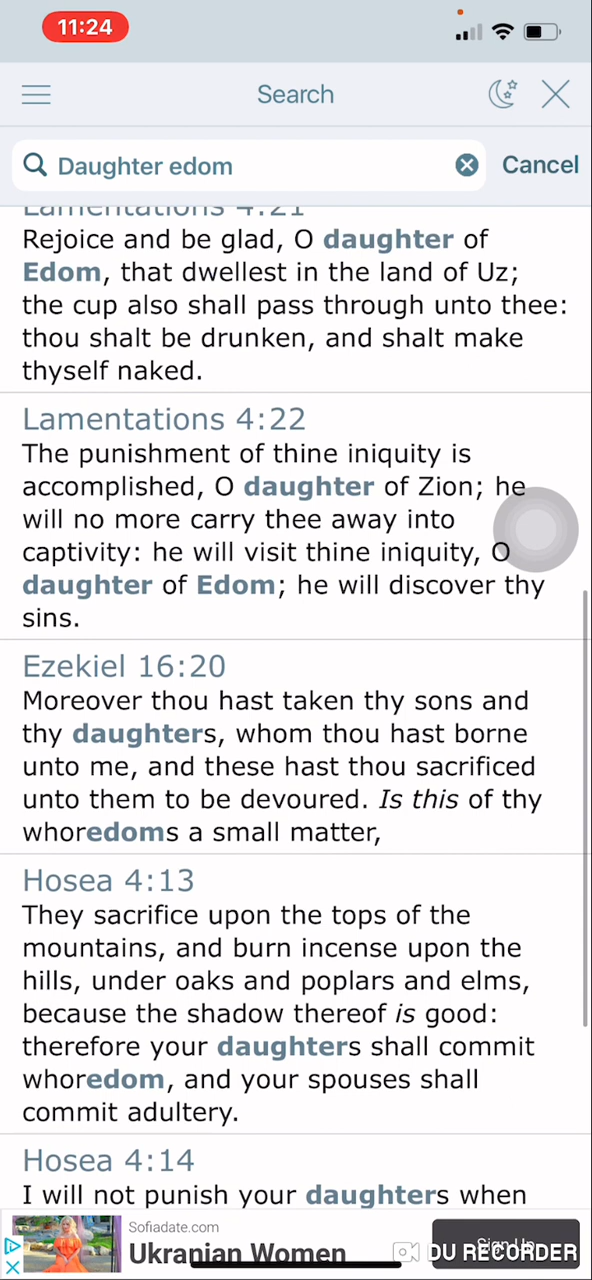 11:24
Search
Daughter edom
Cancel
Lamentations 4:21
Rejoice and be glad, O daughter of
Edom, that dwellest in the land of Uz;
the cup also shall pass through unto thee:
thou shalt be drunken, and shalt make
thyself naked.
Lamentations 4:22
The punishment of thine iniquity is
accomplished, O daughter of Zion; he
will no more carry thee away into
captivity: he will visit thine iniquity, O
daughter of Edom; he will discover thy
sins.
Ezekiel 16:20
Moreover thou hast taken thy sons and
thy daughters, whom thou hast borne
unto me, and these hast thou sacrificed
unto them to be devoured. Is this of thy
whoredoms a small matter,
Hosea 4:13
They sacrifice upon the tops of the
mountains, and burn incense upon the
hills, under oaks and poplars and elms,
because the shadow thereof is good:
therefore your daughters shall commit
whoredom, and your spouses shall
commit adultery.
Hosea 4:14
I will not punish your daughters when
Sofiadate.com
Ukranian Women
Sign Up
DU RECORDER